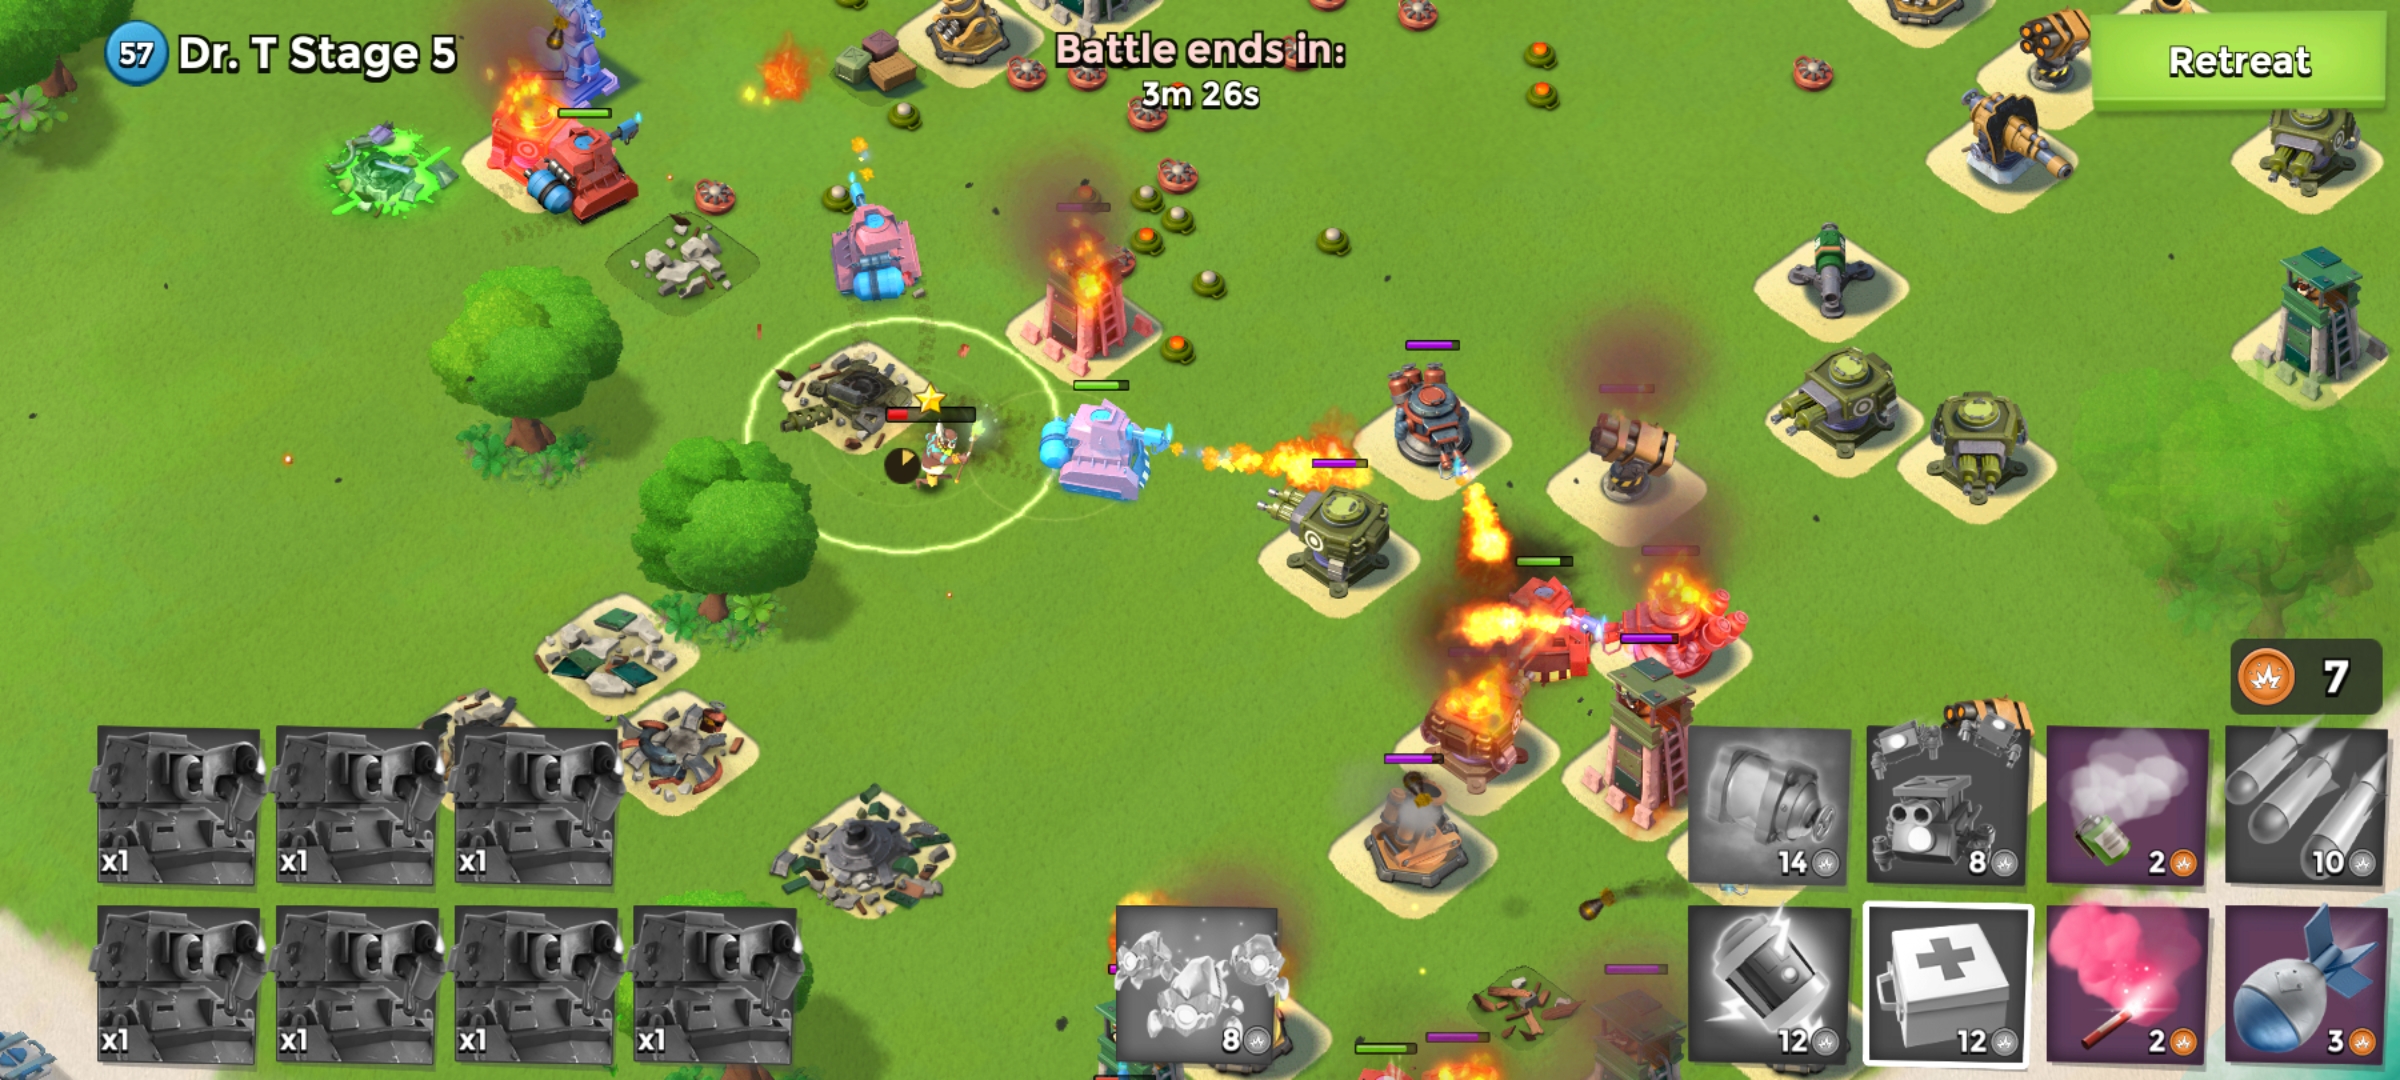 57 Dr. T Stage 5
Battle ends in:
3m 26s
Retreat
7
x1 x1 x1
14 8 2 10
x1 x1 x1 x1
8
12 12 2 3